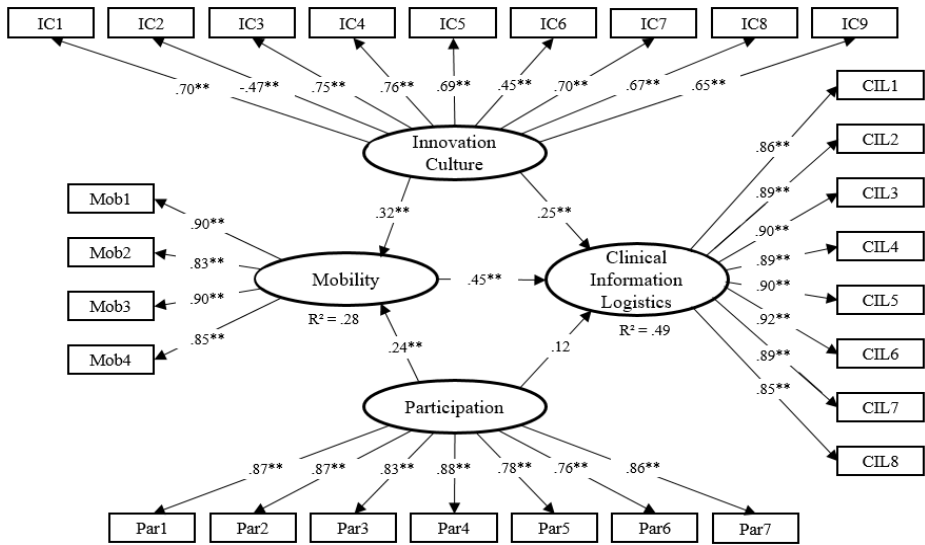 IC1 IC2 IC3 IC4 IC5 IC6 IC7 IC8 IC9
.70** -.47** .75** .76** .69** .45** .70** .67** .65**
Innovation
Culture
CIL1
CIL2
CIL3
CIL4
CIL5
CIL6
CIL7
CIL8
.86**
.89**
.90**
.89**
.90**
.92**
.89**
.85**
Mob1
Mob2
Mob3
Mob4
.90**
.83**
.90**
.85**
.32**
.25**
Mobility
R² = .28
.45**
Clinical
Information
Logistics
R² = .49
.24**
.12
Participation
.87** .87** .83** .88** .78** .76** .86**
Par1 Par2 Par3 Par4 Par5 Par6 Par7